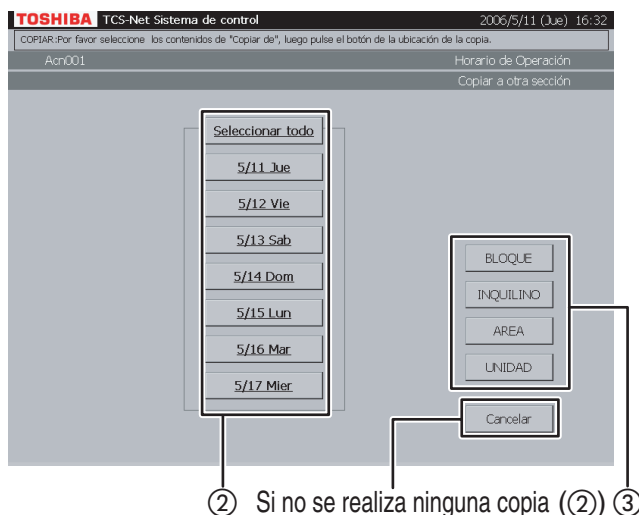 TOSHIBA TCS-Net Sistema de control 2006/5/11 (Jue) 16:32
COPIAR:Por favor seleccione los contenidos de "Copiar de", luego pulse el botón de la ubicación de la copia.
Acn001 Horario de Operación
Copiar a otra sección
Seleccionar todo
5/11 Jue
5/12 Vie
5/13 Sab
5/14 Dom
5/15 Lun
5/16 Mar
5/17 Mier
BLOQUE
INQUILINO
AREA
UNIDAD
Cancelar
② Si no se realiza ninguna copia (②) ③